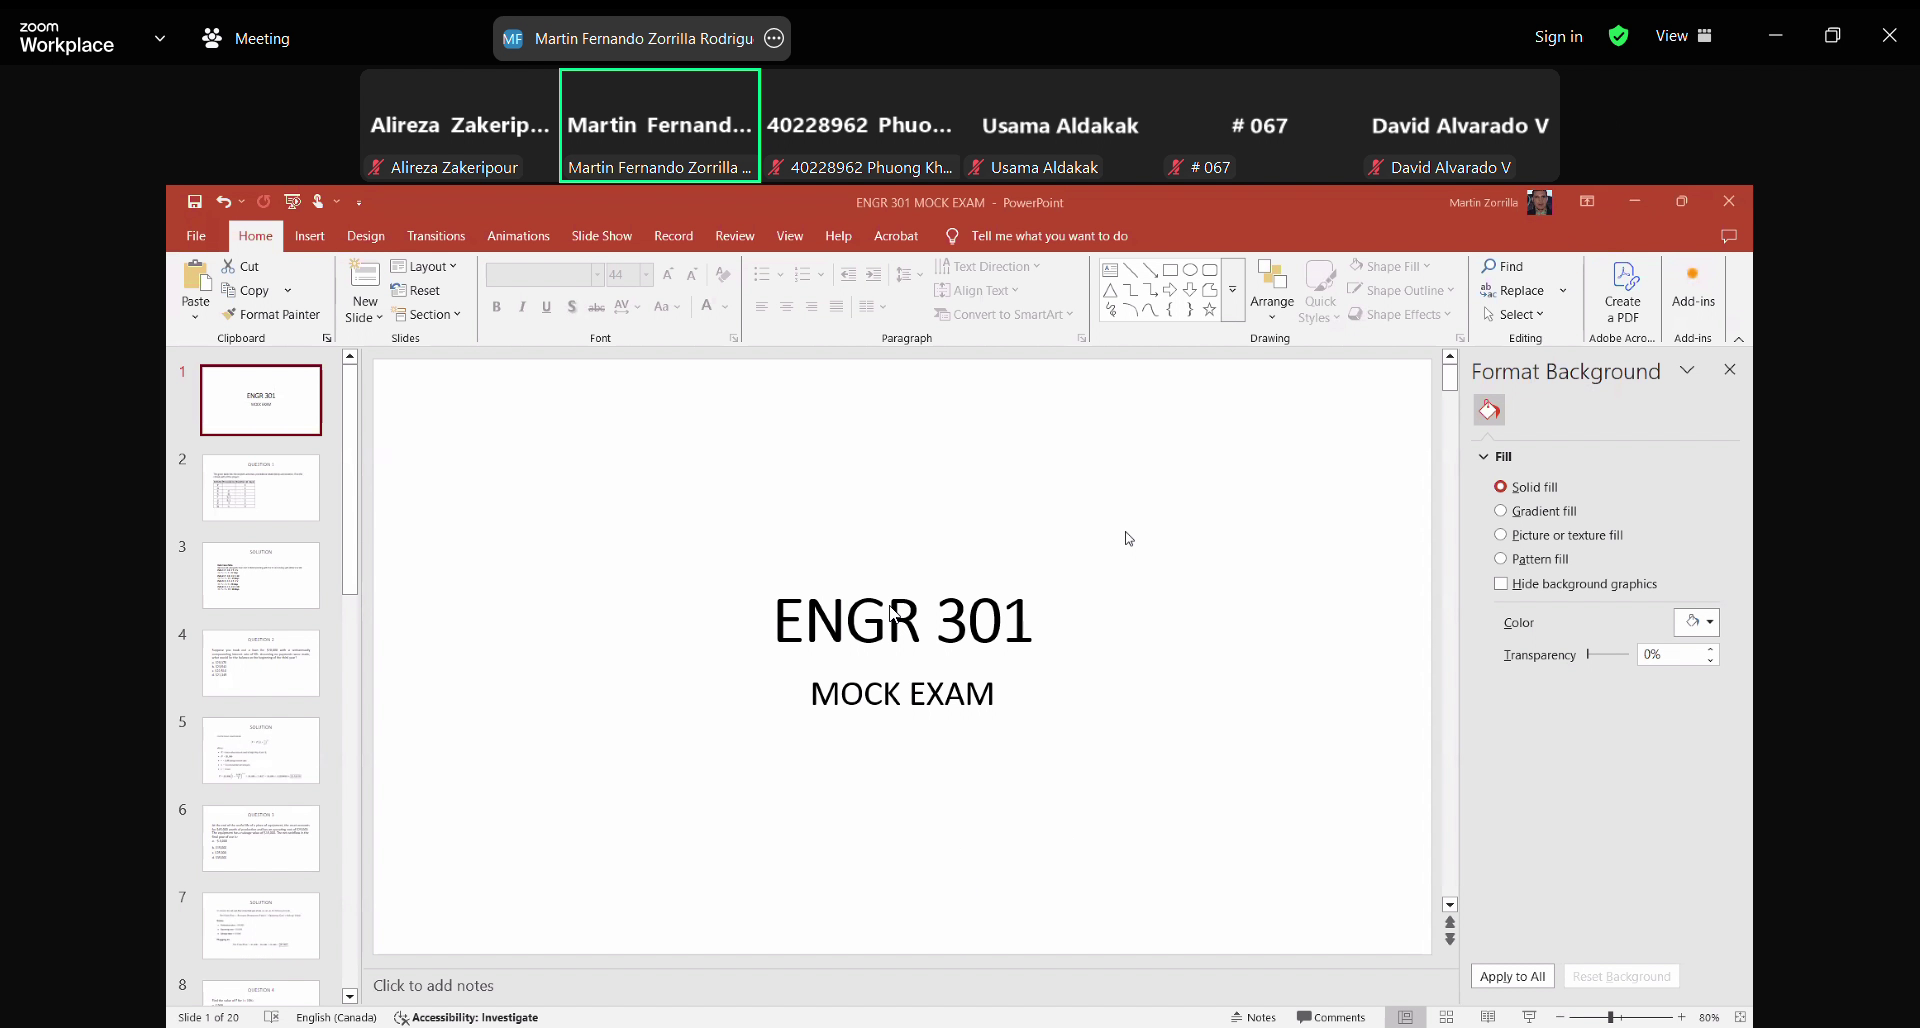 zoom
Workplace
Meeting
MF Martin Fernando Zorrilla Rodrigu
Sign in
View
Alireza Zakerip...
Martin Fernand...
40228962 Phuo...
Usama Aldakak
# 067
David Alvarado V
Alireza Zakeripour
Martin Fernando Zorrilla ...
40228962 Phuong Kh...
Usama Aldakak
# 067
David Alvarado V
ENGR 301 MOCK EXAM - PowerPoint
Martin Zorrilla
File
Home
Insert
Design
Transitions
Animations
Slide Show
Record
Review
View
Help
Acrobat
Tell me what you want to do
Paste
Cut
Copy
Format Painter
Clipboard
New
Slide
Layout
Reset
Section
Slides
44
B I U S abc AV Aa A
Font
Text Direction
Align Text
Convert to SmartArt
Paragraph
Arrange
Quick
Styles
Shape Fill
Shape Outline
Shape Effects
Drawing
Find
Replace
Select
Editing
Create
a PDF
Adobe Acro...
Add-ins
Add-ins
1
ENGR 301
MOCK EXAM
2
QUESTION 1
3
SOLUTION
4
QUESTION 2
5
SOLUTION
6
QUESTION 3
7
SOLUTION
8
QUESTION 4
ENGR 301
MOCK EXAM
Click to add notes
Format Background
Fill
Solid fill
Gradient fill
Picture or texture fill
Pattern fill
Hide background graphics
Color
Transparency
0%
Apply to All
Reset Background
Slide 1 of 20
English (Canada)
Accessibility: Investigate
Notes
Comments
80%